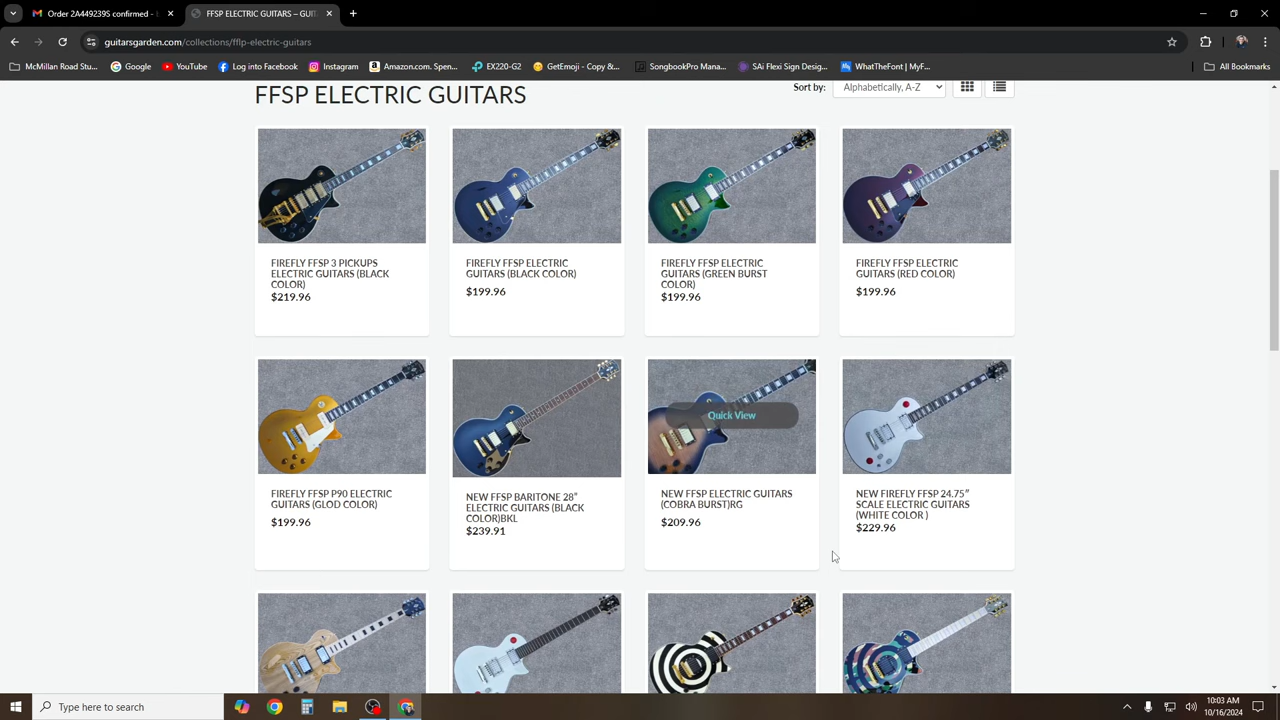 Order 2A449239S confirmed -
FFSP ELECTRIC GUITARS – GUI
guitarsgarden.com/collections/fflp-electric-guitars
McMillan Road Stu...
Google
YouTube
Log into Facebook
Instagram
Amazon.com. Spen...
EX220-G2
GetEmoji - Copy &...
SongbookPro Mana...
SAi Flexi Sign Desig...
WhatTheFont | MyF...
All Bookmarks
FFSP ELECTRIC GUITARS
Sort by:
Alphabetically, A-Z
FIREFLY FFSP 3 PICKUPS
ELECTRIC GUITARS (BLACK
COLOR)
$219.96
FIREFLY FFSP ELECTRIC
GUITARS (BLACK COLOR)
$199.96
FIREFLY FFSP ELECTRIC
GUITARS (GREEN BURST
COLOR)
$199.96
FIREFLY FFSP ELECTRIC
GUITARS (RED COLOR)
$199.96
FIREFLY FFSP P90 ELECTRIC
GUITARS (GLOD COLOR)
$199.96
NEW FFSP BARITONE 28"
ELECTRIC GUITARS (BLACK
COLOR)BKL
$239.91
Quick View
NEW FFSP ELECTRIC GUITARS
(COBRA BURST)RG
$209.96
NEW FIREFLY FFSP 24.75″
SCALE ELECTRIC GUITARS
(WHITE COLOR )
$229.96
Type here to search
10:03 AM
10/16/2024